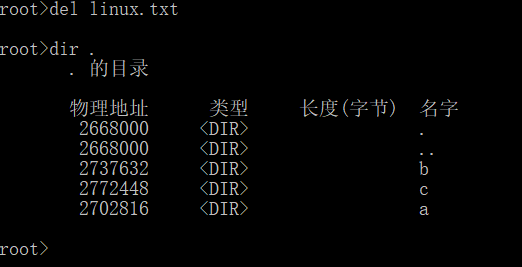 root>del linux.txt
root>dir .
. 的目录
物理地址 类型 长度(字节) 名字
2668000 <DIR> .
2668000 <DIR> ..
2737632 <DIR> b
2772448 <DIR> c
2702816 <DIR> a
root>